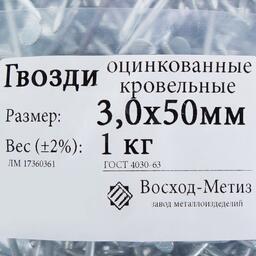 Гвозди оцинкованные
кровельные
Размер: 3,0х50мм
Вес (±2%): 1 кг
ЛМ 17360361 ГОСТ 4030-63
Восход-Метиз
завод металлоизделий